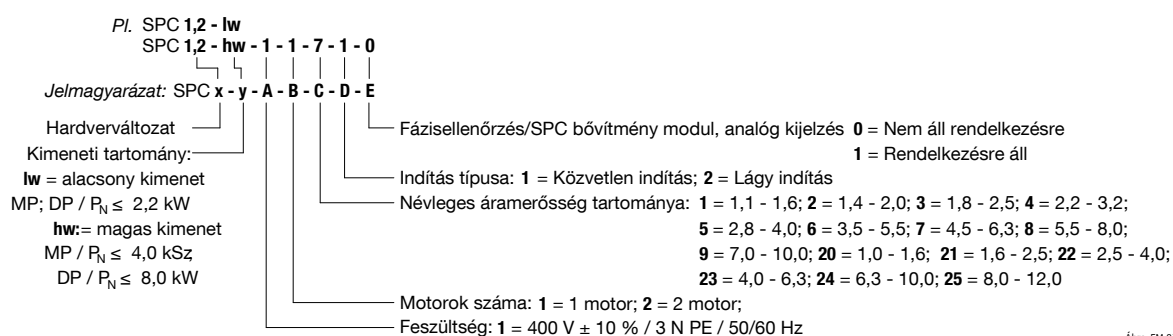 Pl. SPC 1,2 - lw
SPC 1,2 - hw - 1 - 1 - 7 - 1 - 0
Jelmagyarázat: SPC x - y - A - B - C - D - E
Hardverváltozat
Kimeneti tartomány:
lw = alacsony kimenet
MP; DP / PN ≤ 2,2 kW
hw:= magas kimenet
MP / PN ≤ 4,0 kSz
DP / PN ≤ 8,0 kW
Fázisellenőrzés/SPC bővítmény modul, analóg kijelzés 0 = Nem áll rendelkezésre
1 = Rendelkezésre áll
Indítás típusa: 1 = Közvetlen indítás; 2 = Lágy indítás
Névleges áramerősség tartománya: 1 = 1,1 - 1,6; 2 = 1,4 - 2,0; 3 = 1,8 - 2,5; 4 = 2,2 - 3,2;
5 = 2,8 - 4,0; 6 = 3,5 - 5,5; 7 = 4,5 - 6,3; 8 = 5,5 - 8,0;
9 = 7,0 - 10,0; 20 = 1,0 - 1,6; 21 = 1,6 - 2,5; 22 = 2,5 - 4,0;
23 = 4,0 - 6,3; 24 = 6,3 - 10,0; 25 = 8,0 - 12,0
Motorok száma: 1 = 1 motor; 2 = 2 motor;
Feszültség: 1 = 400 V ± 10 % / 3 N PE / 50/60 Hz